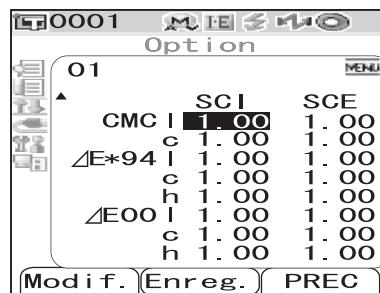 0001 M I·E
Option
01 MENU
SCI SCE
CMC l 1.00 1.00
c 1.00 1.00
⊿E*94 l 1.00 1.00
c 1.00 1.00
h 1.00 1.00
⊿E00 l 1.00 1.00
c 1.00 1.00
h 1.00 1.00
Modif. Enreg. PREC